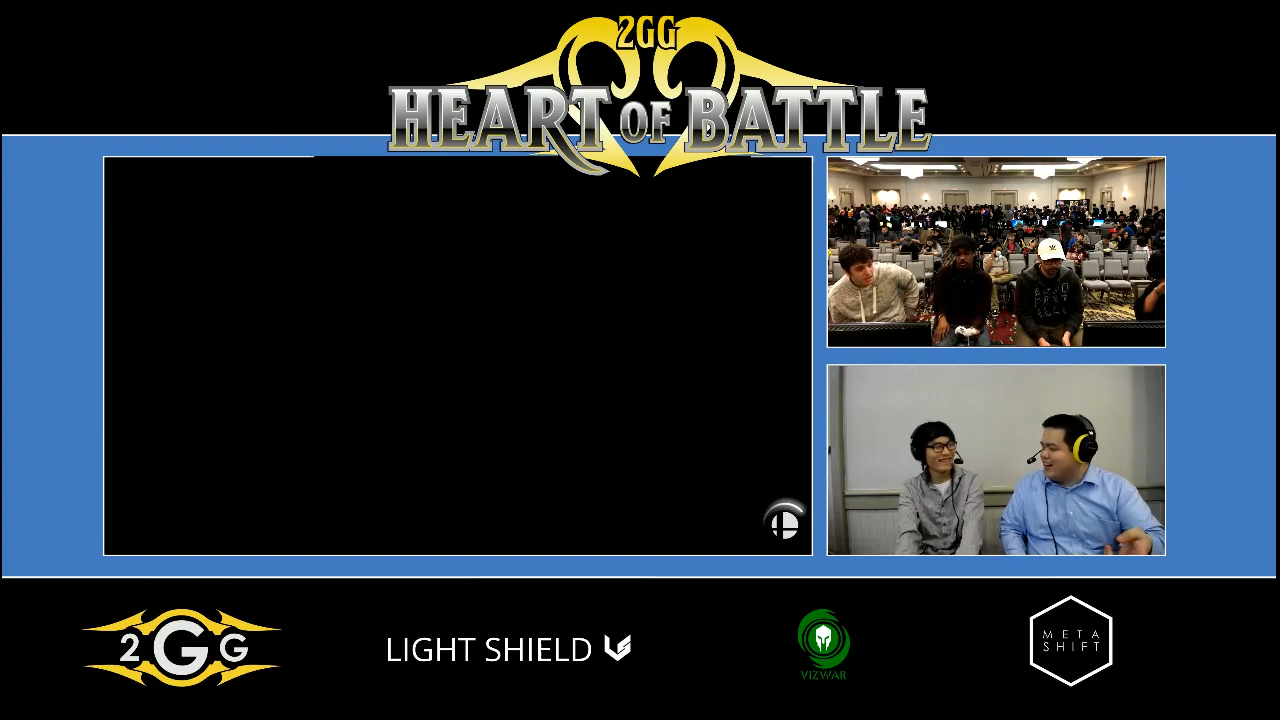 2GG
HEART OF BATTLE
2GG
LIGHT SHIELD
VIZWAR
META
SHIFT